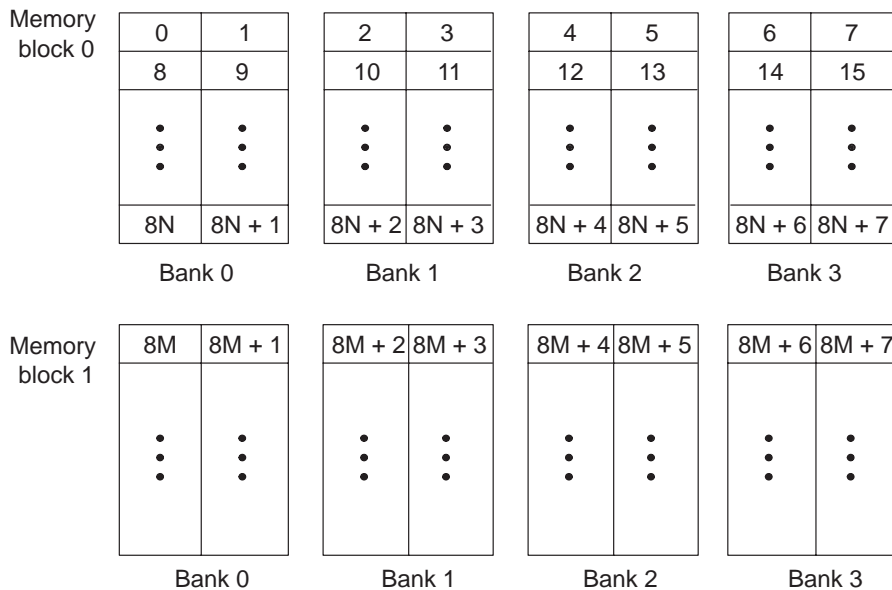 Memory
block 0
0 1 2 3 4 5 6 7
8 9 10 11 12 13 14 15
8N 8N + 1 8N + 2 8N + 3 8N + 4 8N + 5 8N + 6 8N + 7
Bank 0 Bank 1 Bank 2 Bank 3
Memory
block 1
8M 8M + 1 8M + 2 8M + 3 8M + 4 8M + 5 8M + 6 8M + 7
Bank 0 Bank 1 Bank 2 Bank 3